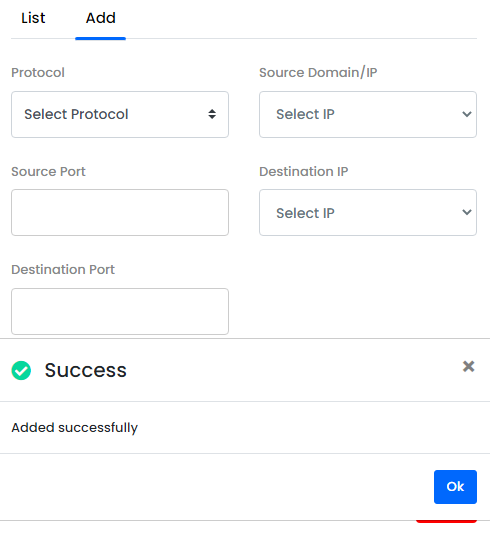 List Add
Protocol Source Domain/IP
Select Protocol Select IP
Source Port Destination IP
Select IP
Destination Port
Success ×
Added successfully
Ok